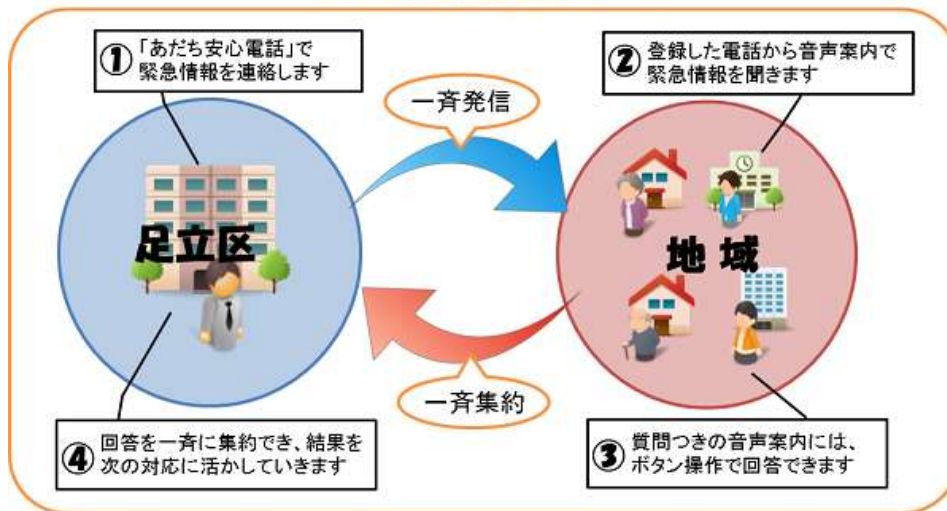 ①「あだち安心電話」で
緊急情報を連絡します
一斉発信
②登録した電話から音声案内で
緊急情報を聞きます
足立区
地域
一斉集約
④回答を一斉に集約でき、結果を
次の対応に活かしていきます
③質問つきの音声案内には、
ボタン操作で回答できます